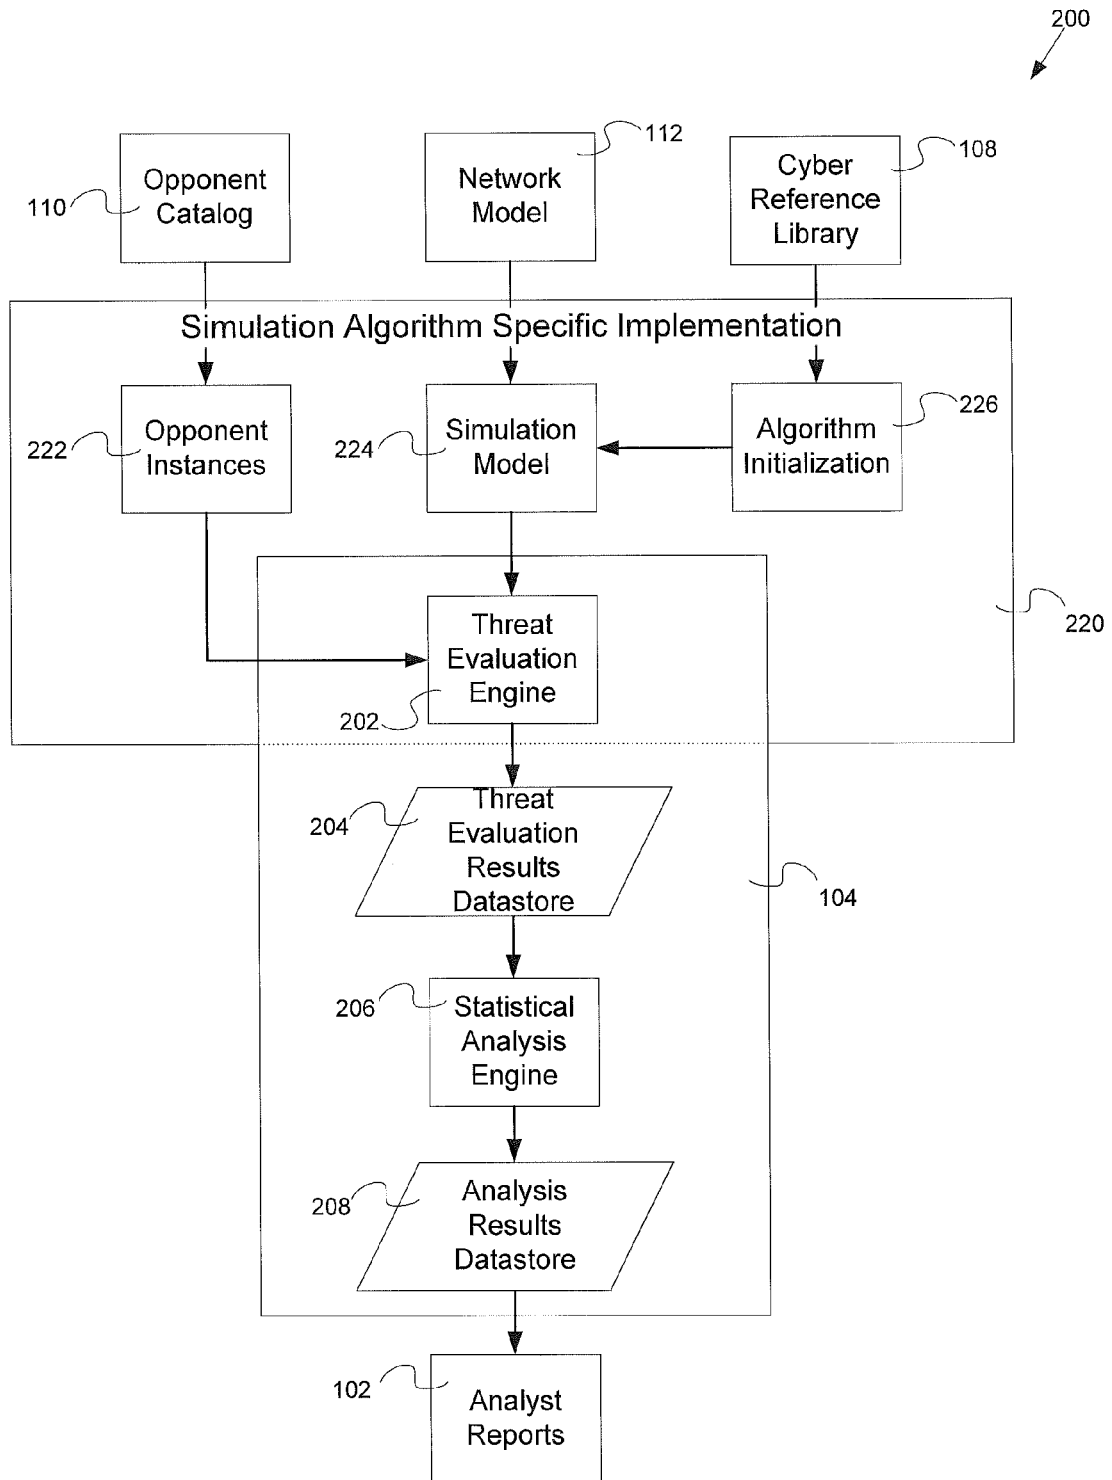 200
Opponent
Catalog
110
Network
Model
112
Cyber
Reference
Library
108
Simulation Algorithm Specific Implementation
222
Opponent
Instances
224
Simulation
Model
Algorithm
Initialization
226
220
Threat
Evaluation
Engine
202
204
Threat
Evaluation
Results
Datastore
104
206
Statistical
Analysis
Engine
208
Analysis
Results
Datastore
102
Analyst
Reports